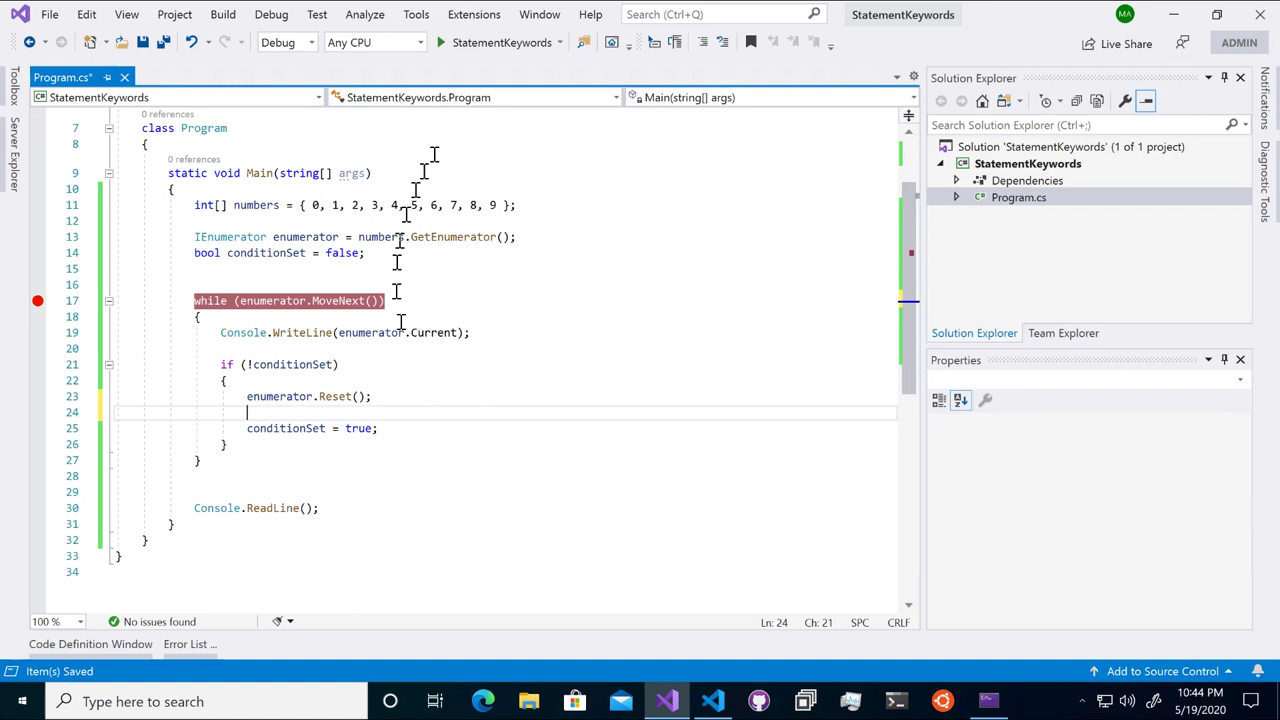 File Edit View Project Build Debug Test Analyze Tools Extensions Window Help Search (Ctrl+Q) StatementKeywords MA
Debug Any CPU StatementKeywords Live Share ADMIN
Toolbox
Server Explorer
Program.cs*
StatementKeywords StatementKeywords.Program Main(string[] args)
0 references
7 class Program
8 {
0 references
9 static void Main(string[] args)
10 {
11 int[] numbers = { 0, 1, 2, 3, 4, 5, 6, 7, 8, 9 };
12
13 IEnumerator enumerator = numbers.GetEnumerator();
14 bool conditionSet = false;
15
16
17 while (enumerator.MoveNext())
18 {
19 Console.WriteLine(enumerator.Current);
20
21 if (!conditionSet)
22 {
23 enumerator.Reset();
24
25 conditionSet = true;
26 }
27 }
28
29
30 Console.ReadLine();
31 }
32 }
33 }
34
100 % No issues found Ln: 24 Ch: 21 SPC CRLF
Code Definition Window Error List ...
Solution Explorer
Search Solution Explorer (Ctrl+;)
Solution 'StatementKeywords' (1 of 1 project)
StatementKeywords
Dependencies
C# Program.cs
Solution Explorer Team Explorer
Properties
Notifications
Diagnostic Tools
Item(s) Saved Add to Source Control
Type here to search
10:44 PM
5/19/2020